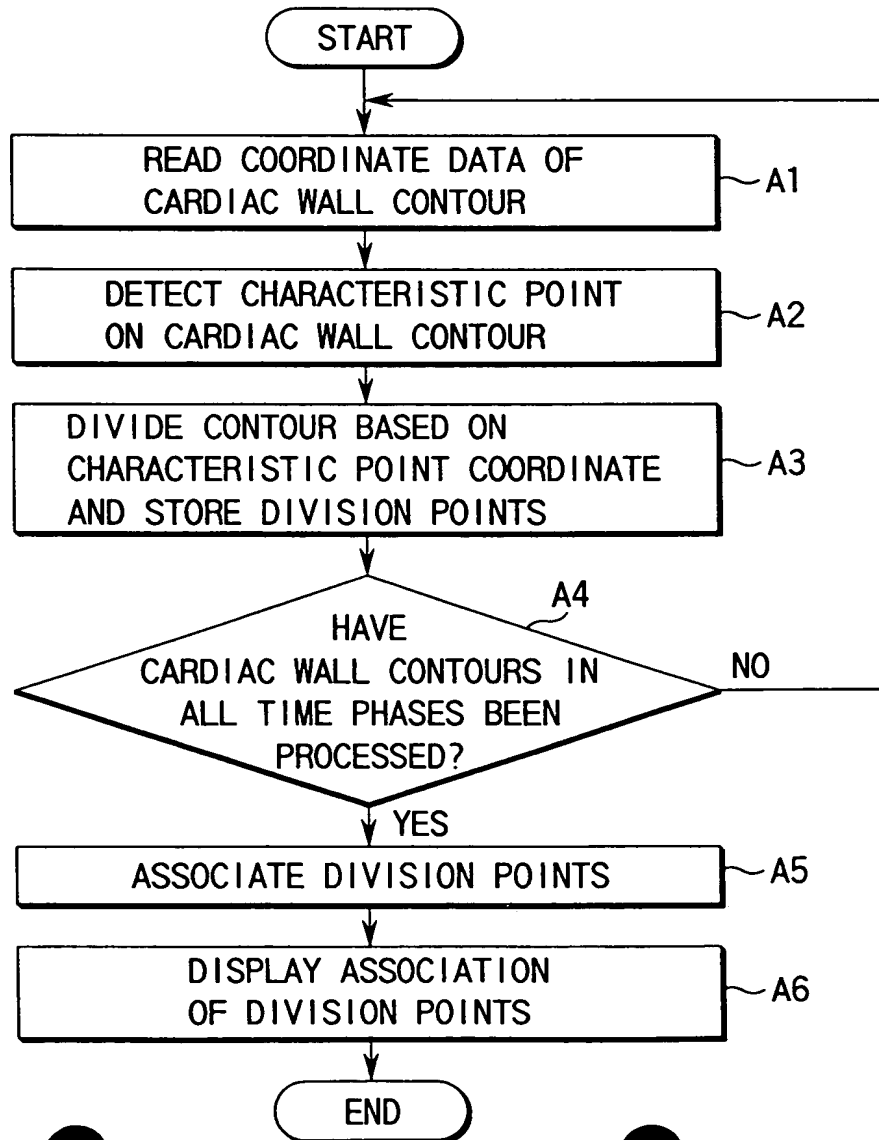 START
READ COORDINATE DATA OF
CARDIAC WALL CONTOUR
A1
DETECT CHARACTERISTIC POINT
ON CARDIAC WALL CONTOUR
A2
DIVIDE CONTOUR BASED ON
CHARACTERISTIC POINT COORDINATE
AND STORE DIVISION POINTS
A3
A4
HAVE
CARDIAC WALL CONTOURS IN
ALL TIME PHASES BEEN
PROCESSED?
NO
YES
ASSOCIATE DIVISION POINTS
A5
DISPLAY ASSOCIATION
OF DIVISION POINTS
A6
END